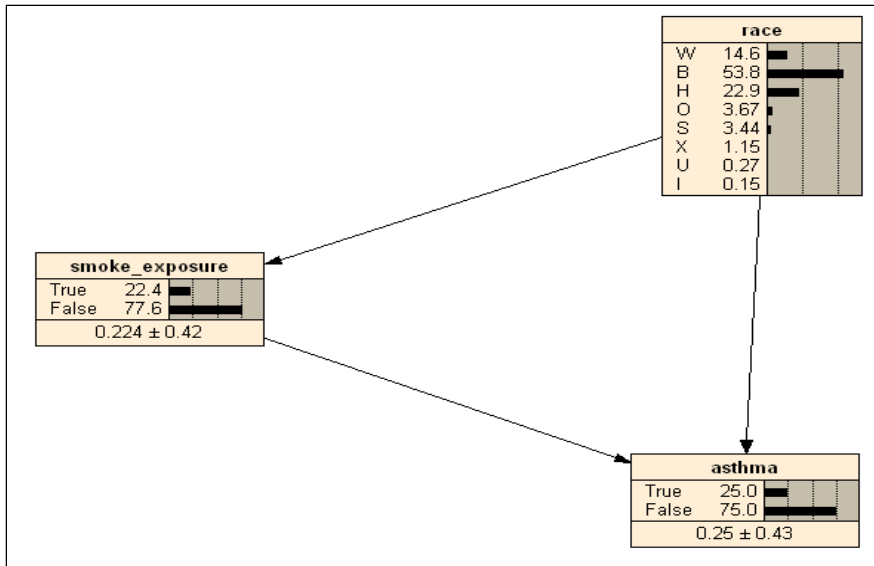 race
W 14.6
B 53.8
H 22.9
O 3.67
S 3.44
X 1.15
U 0.27
I 0.15
smoke_exposure
True 22.4
False 77.6
0.224 ± 0.42
asthma
True 25.0
False 75.0
0.25 ± 0.43